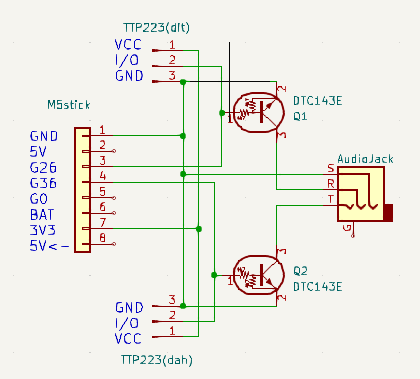 TTP223(dit)
VCC 1
I/O 2
GND 3
M5stick
GND 1
5V 2
G26 3
G36 4
G0 5
BAT 6
3V3 7
5V<- 8
2
1
3
DTC143E
Q1
AudioJack
S
R
T
G
3
1
2
Q2
DTC143E
GND 3
I/O 2
VCC 1
TTP223(dah)